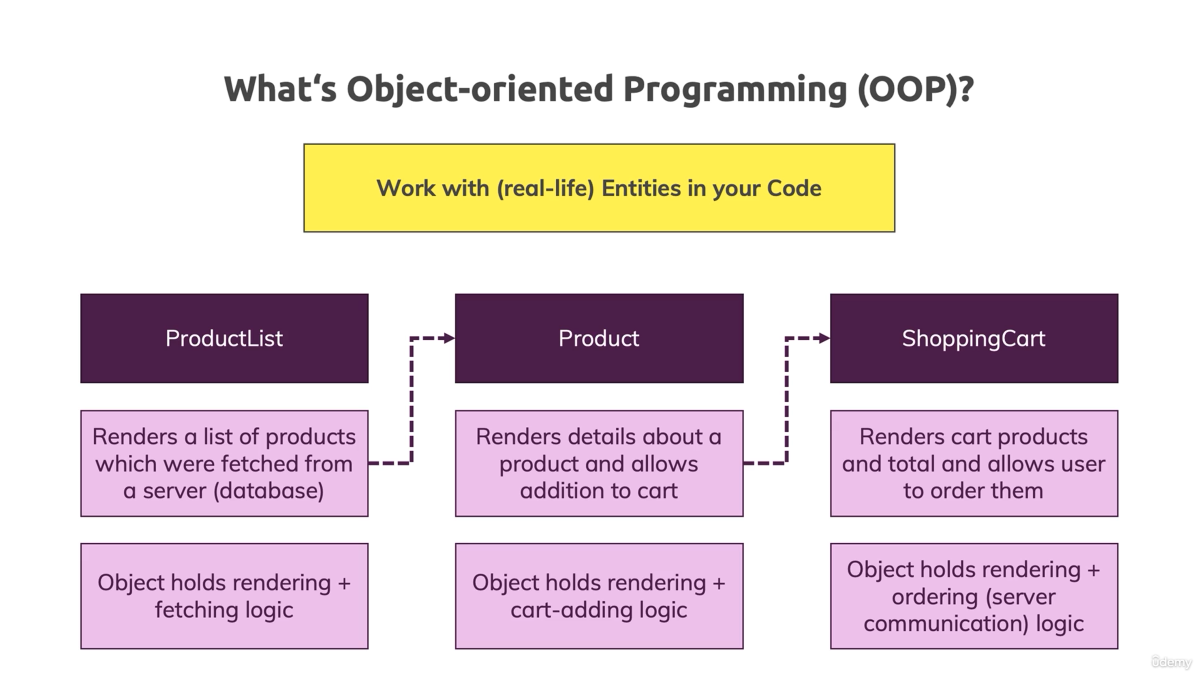 What‘s Object-oriented Programming (OOP)?
Work with (real-life) Entities in your Code
ProductList
Product
ShoppingCart
Renders a list of products
which were fetched from
a server (database)
Renders details about a
product and allows
addition to cart
Renders cart products
and total and allows user
to order them
Object holds rendering +
fetching logic
Object holds rendering +
cart-adding logic
Object holds rendering +
ordering (server
communication) logic
ûdemy